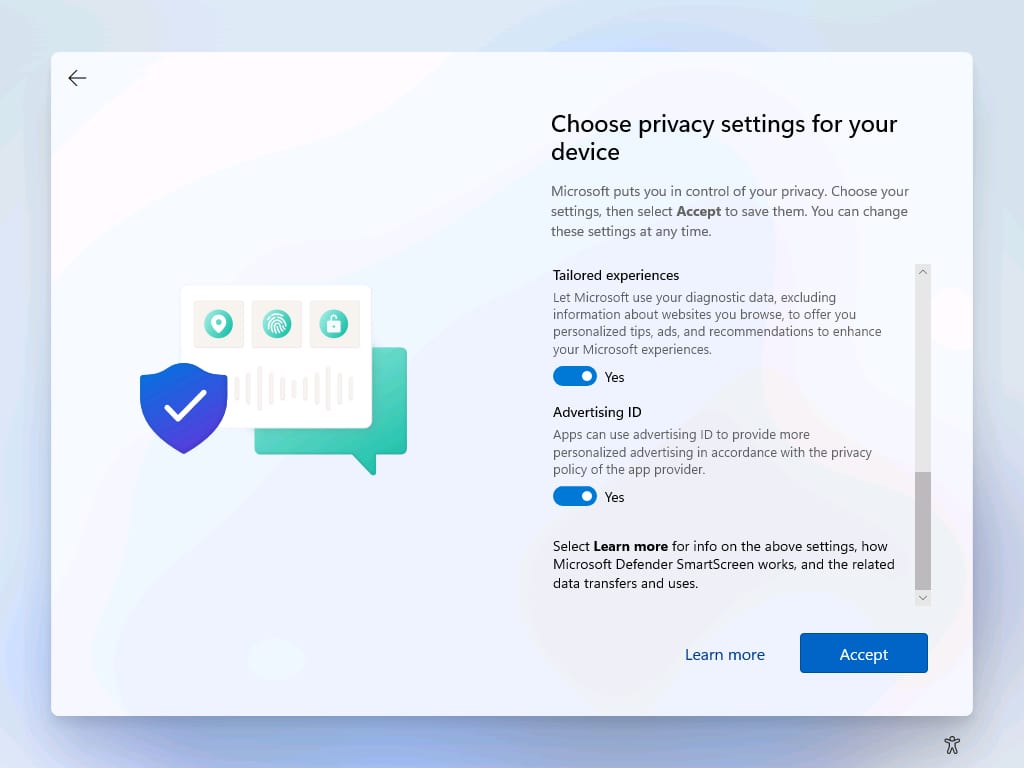 Choose privacy settings for your
device
Microsoft puts you in control of your privacy. Choose your
settings, then select Accept to save them. You can change
these settings at any time.
Tailored experiences
Let Microsoft use your diagnostic data, excluding
information about websites you browse, to offer you
personalized tips, ads, and recommendations to enhance
your Microsoft experiences.
Yes
Advertising ID
Apps can use advertising ID to provide more
personalized advertising in accordance with the privacy
policy of the app provider.
Yes
Select Learn more for info on the above settings, how
Microsoft Defender SmartScreen works, and the related
data transfers and uses.
Learn more
Accept